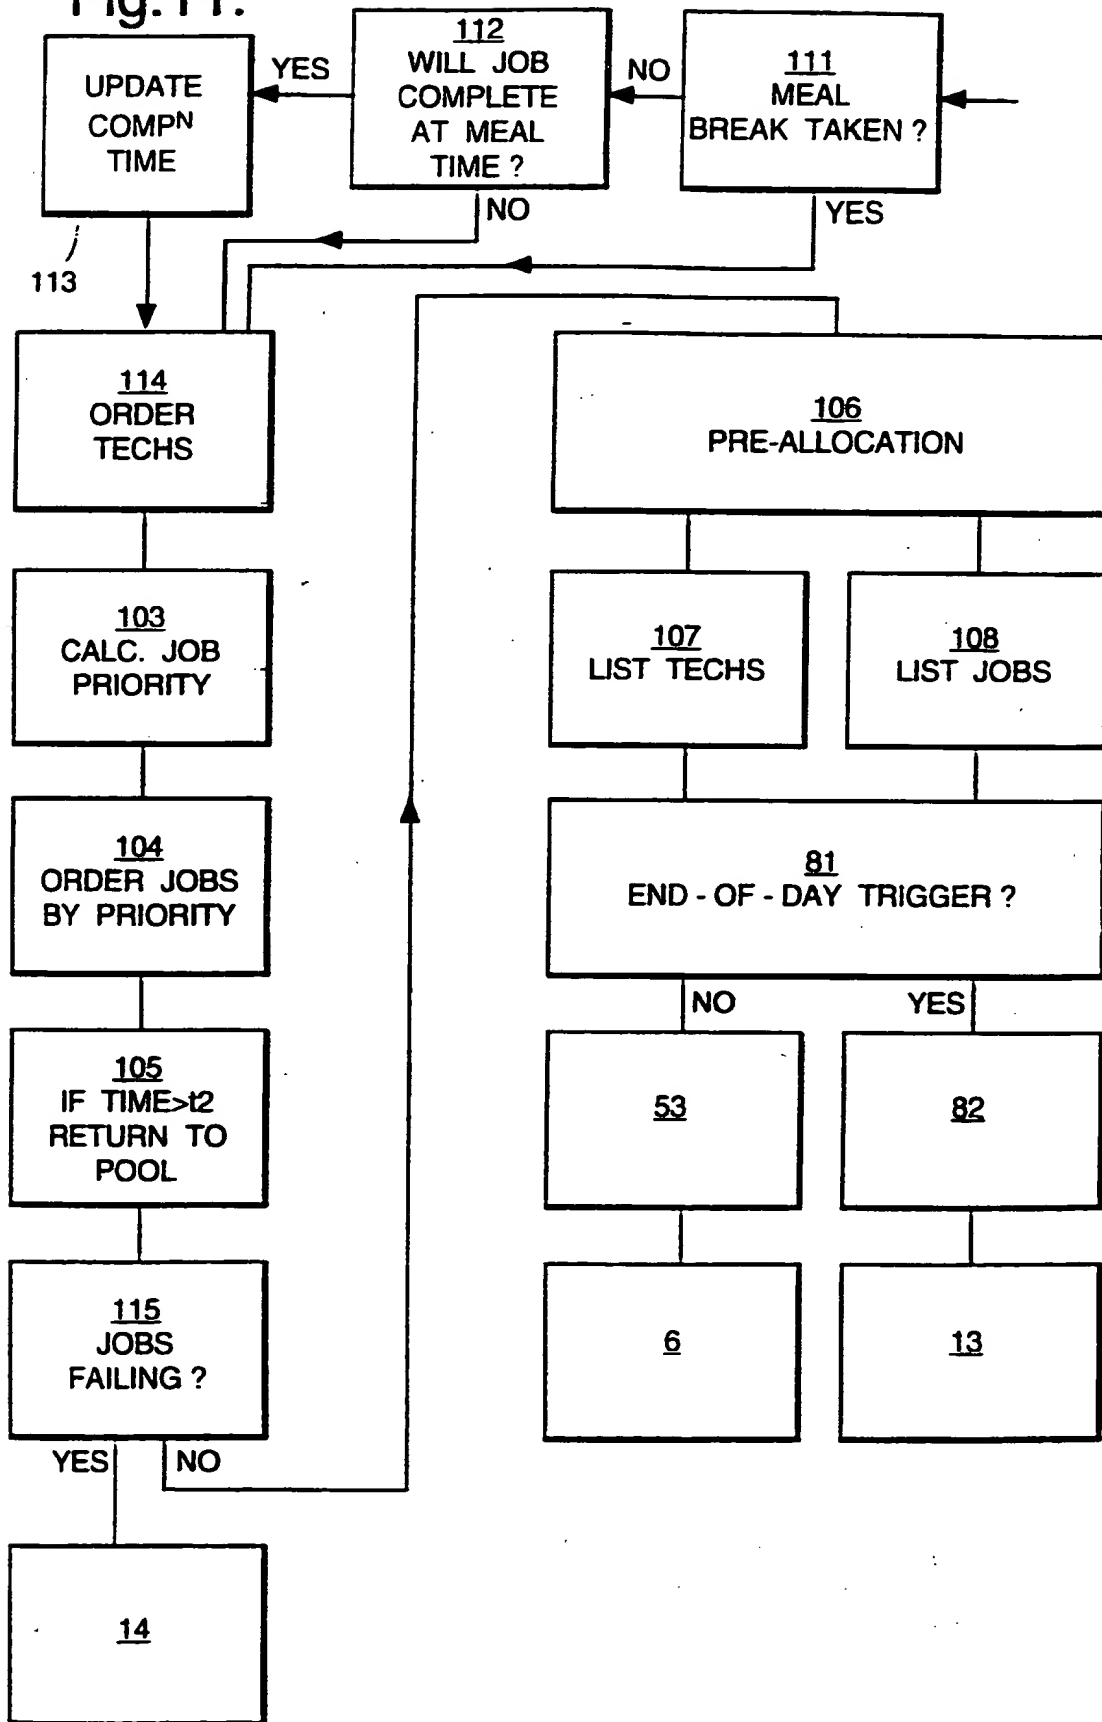 Fig. 11.
112
WILL JOB
COMPLETE
AT MEAL
TIME ?
111
MEAL
BREAK TAKEN ?
UPDATE
COMPᴺ
TIME
YES
NO
NO
YES
113
114
ORDER
TECHS
106
PRE-ALLOCATION
103
CALC. JOB
PRIORITY
107
LIST TECHS
108
LIST JOBS
104
ORDER JOBS
BY PRIORITY
81
END - OF - DAY TRIGGER ?
NO
YES
105
IF TIME>t2
RETURN TO
POOL
53
82
115
JOBS
FAILING ?
6
13
YES
NO
14